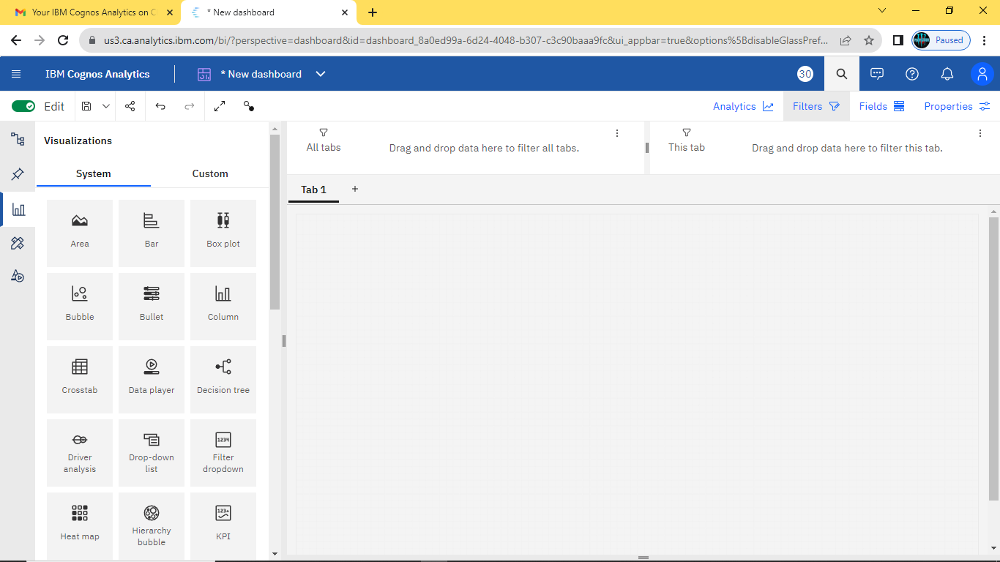 Your IBM Cognos Analytics on C
* New dashboard
us3.ca.analytics.ibm.com/bi/?perspective=dashboard&id=dashboard_8a0ed99a-6d24-4048-b307-c3c90baaa9fc&ui_appbar=true&options%5BdisableGlassPref...
Paused
IBM Cognos Analytics
* New dashboard
30
Edit
Analytics
Filters
Fields
Properties
Visualizations
System
Custom
Area
Bar
Box plot
Bubble
Bullet
Column
Crosstab
Data player
Decision tree
Driver
analysis
Drop-down
list
1234
Filter
dropdown
Heat map
Hierarchy
bubble
KPI
All tabs
Drag and drop data here to filter all tabs.
This tab
Drag and drop data here to filter this tab.
Tab 1